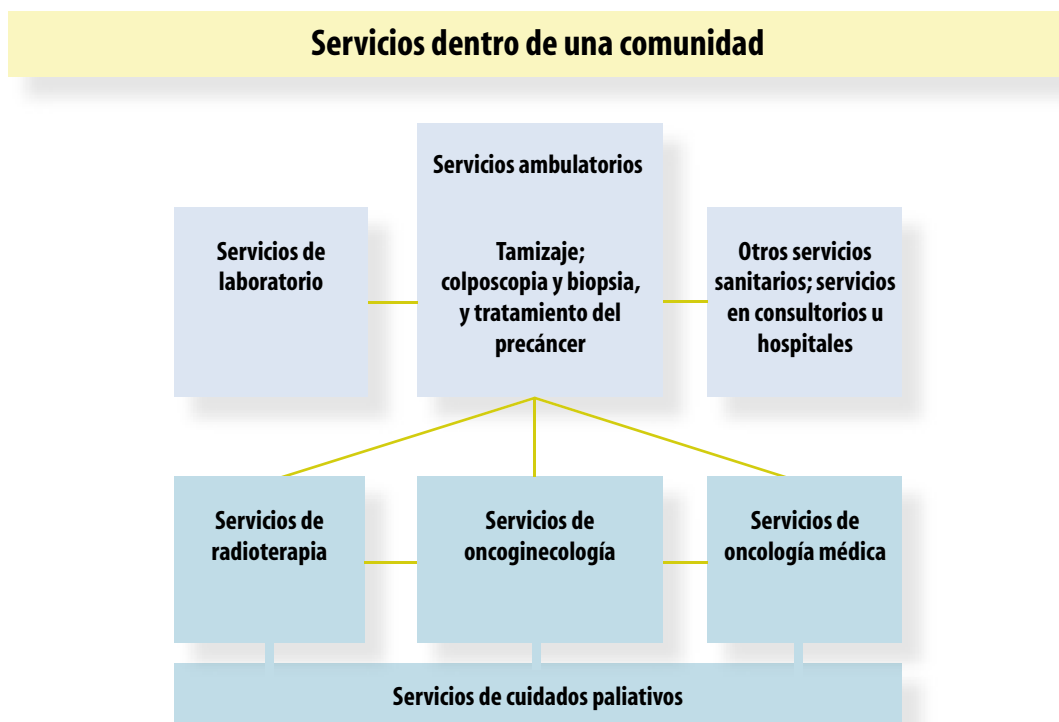 Servicios dentro de una comunidad
Servicios ambulatorios
Servicios de
laboratorio
Tamizaje;
colposcopia y biopsia,
y tratamiento del
precáncer
Otros servicios
sanitarios; servicios
en consultorios u
hospitales
Servicios de
radioterapia
Servicios de
oncoginecología
Servicios de
oncología médica
Servicios de cuidados paliativos